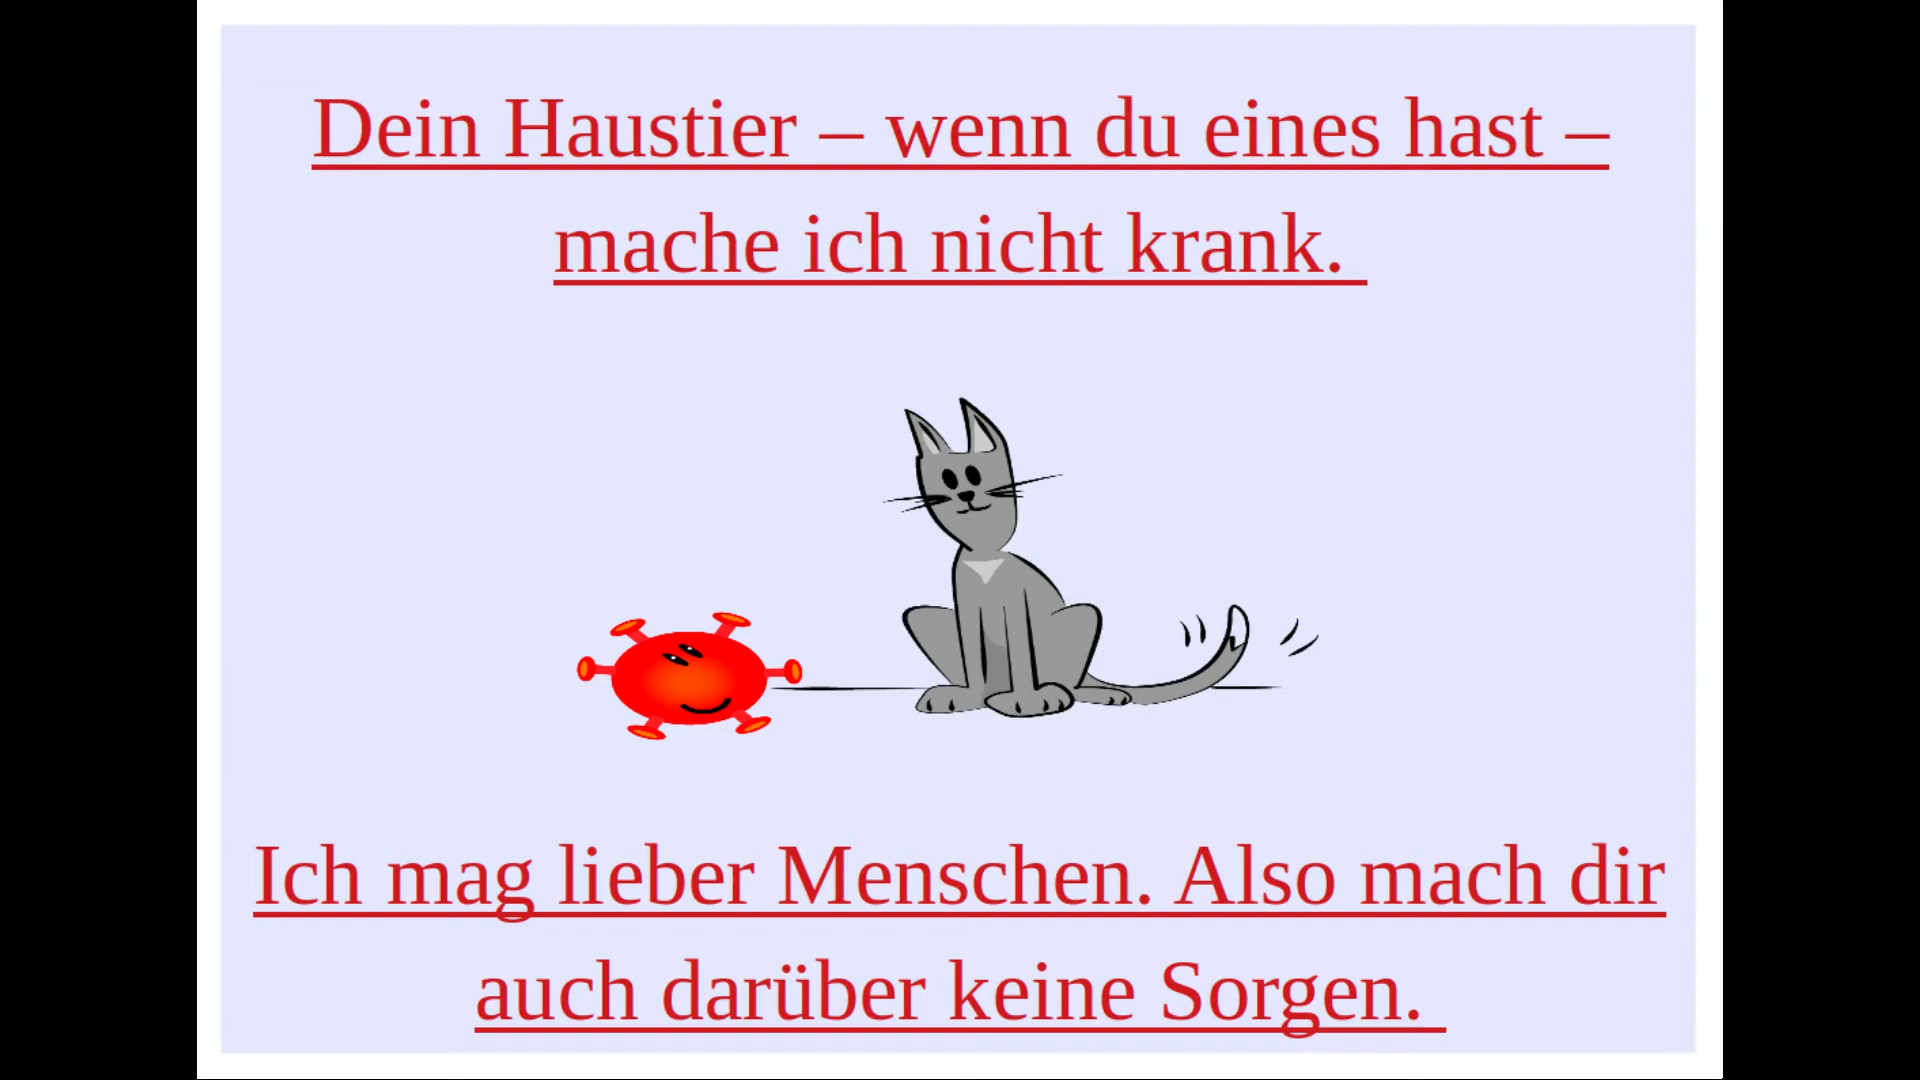 Dein Haustier – wenn du eines hast –
mache ich nicht krank.
Ich mag lieber Menschen. Also mach dir
auch darüber keine Sorgen.